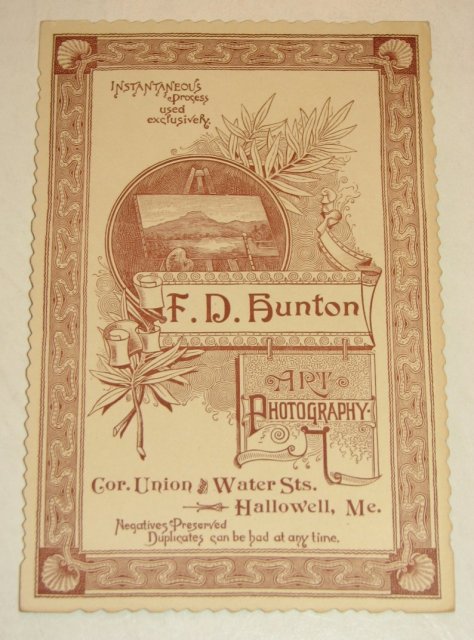 INSTANTANEOUS
Process
used
exclusively.
F. D. Hunton
ART
PHOTOGRAPHY.
Cor. Union & Water Sts.
Hallowell, Me.
Negatives Preserved
Duplicates can be had at any time.